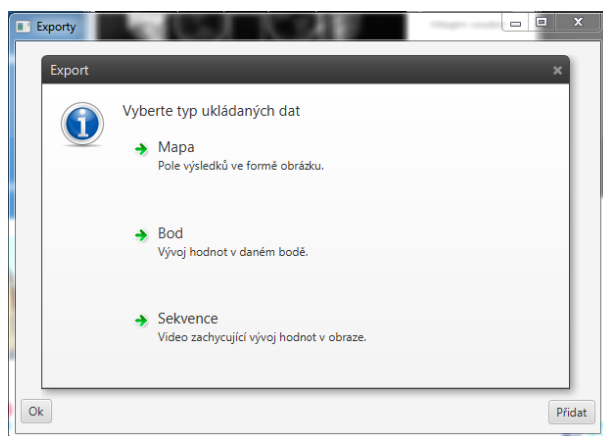 Exporty
Export
Vyberte typ ukládaných dat
Mapa
Pole výsledků ve formě obrázku.
Bod
Vývoj hodnot v daném bodě.
Sekvence
Video zachycující vývoj hodnot v obraze.
Ok
Přidat